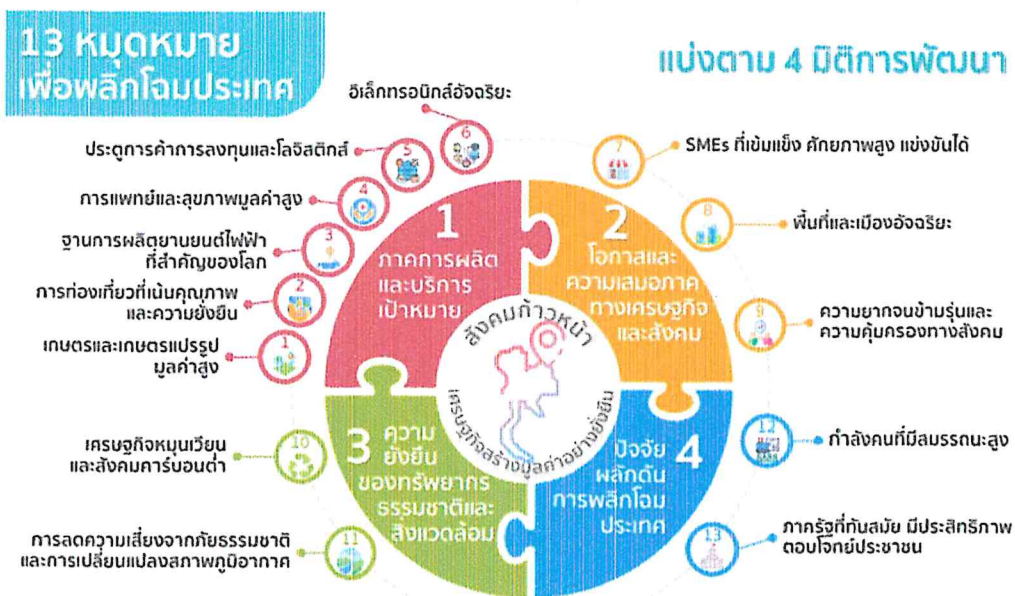 13 หมุดหมาย
เพื่อพลิกโฉมประเทศ
แบ่งตาม 4 มิติการพัฒนา
อิเล็กทรอนิกส์อัจฉริยะ
6
ประตูการค้าการลงทุนและโลจิสติกส์
5
การแพทย์และสุขภาพมูลค่าสูง
4
ฐานการผลิตยานยนต์ไฟฟ้า
ที่สำคัญของโลก
3
การท่องเที่ยวที่เน้นคุณภาพ
และความยั่งยืน
2
เกษตรและเกษตรแปรรูป
มูลค่าสูง
1
1
ภาคการผลิต
และบริการ
เป้าหมาย
7
SMEs ที่เข้มแข็ง ศักยภาพสูง แข่งขันได้
8
พื้นที่และเมืองอัจฉริยะ
9
ความยากจนข้ามรุ่นและ
ความคุ้มครองทางสังคม
2
โอกาสและ
ความเสมอภาค
ทางเศรษฐกิจ
และสังคม
สังคมก้าวหน้า
เศรษฐกิจสร้างมูลค่าอย่างยั่งยืน
10
เศรษฐกิจหมุนเวียน
และสังคมคาร์บอนต่ำ
11
การลดความเสี่ยงจากภัยธรรมชาติ
และการเปลี่ยนแปลงสภาพภูมิอากาศ
3
ความ
ยั่งยืน
ของทรัพยากร
ธรรมชาติและ
สิ่งแวดล้อม
4
ปัจจัย
ผลักดัน
การพลิกโฉม
ประเทศ
12
กำลังคนที่มีสมรรถนะสูง
13
ภาครัฐที่ทันสมัย มีประสิทธิภาพ
ตอบโจทย์ประชาชน